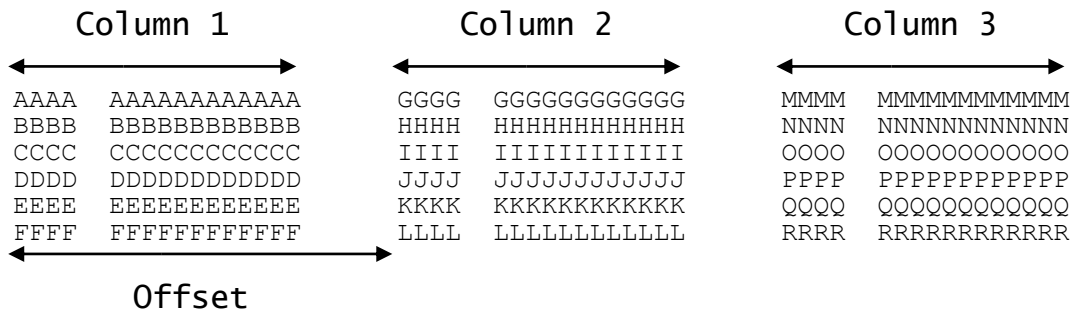 Column 1 Column 2 Column 3
AAAA AAAAAAAAAAAA GGGG GGGGGGGGGGGG MMMM MMMMMMMMMMMM
BBBB BBBBBBBBBBBB HHHH HHHHHHHHHHHH NNNN NNNNNNNNNNNN
CCCC CCCCCCCCCCCC IIII IIIIIIIIIIII OOOO OOOOOOOOOOOO
DDDD DDDDDDDDDDDD JJJJ JJJJJJJJJJJJ PPPP PPPPPPPPPPPP
EEEE EEEEEEEEEEEE KKKK KKKKKKKKKKKK QQQQ QQQQQQQQQQQQ
FFFF FFFFFFFFFFFF LLLL LLLLLLLLLLLL RRRR RRRRRRRRRRRR
Offset